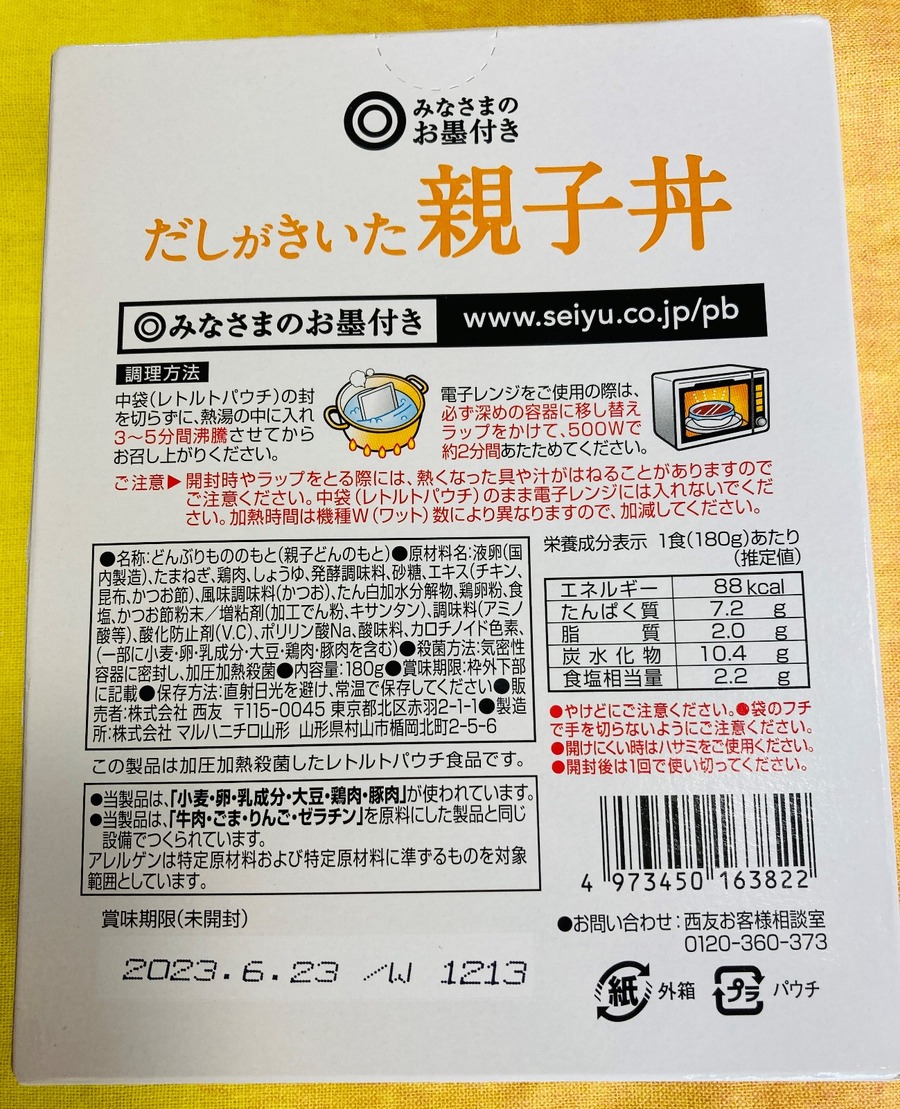 みなさまの
お墨付き
だしがきいた親子丼
みなさまのお墨付き www.seiyu.co.jp/pb
調理方法
中袋(レトルトパウチ)の封
を切らずに、熱湯の中に入れ
3〜5分間沸騰させてから
お召し上がりください。
電子レンジをご使用の際は、
必ず深めの容器に移し替え
ラップをかけて、500Wで
約2分間あたためてください。
ご注意▶開封時やラップをとる際には、熱くなった具や汁がはねることがありますので
ご注意ください。中袋(レトルトパウチ)のまま電子レンジには入れないでくだ
さい。加熱時間は機種W(ワット)数により異なりますので、加減してください。
●名称:どんぶりもののもと(親子どんのもと)●原材料名:液卵(国
内製造)、たまねぎ、鶏肉、しょうゆ、発酵調味料、砂糖、エキス(チキン、
昆布、かつお節)、風味調味料(かつお)、たん白加水分解物、鶏卵粉、食
塩、かつお節粉末／増粘剤(加工でん粉、キサンタン)、調味料(アミノ
酸等)、酸化防止剤(V.C)、ポリリン酸Na、酸味料、カロチノイド色素、
(一部に小麦・卵・乳成分・大豆・鶏肉・豚肉を含む)●殺菌方法:気密性
容器に密封し、加圧加熱殺菌●内容量:180g●賞味期限:枠外下部
に記載●保存方法:直射日光を避け、常温で保存してください●販
売者:株式会社 西友 〒115-0045 東京都北区赤羽2-1-1●製造
所:株式会社 マルハニチロ山形 山形県村山市楯岡北町2-5-6
栄養成分表示 1食(180g)あたり
(推定値)
エネルギー 88kcal
たんぱく質 7.2 g
脂質 2.0 g
炭水化物 10.4 g
食塩相当量 2.2 g
●やけどにご注意ください。●袋のフチ
で手を切らないようにご注意ください。
●開けにくい時はハサミをご使用ください。
●開封後は1回で使い切ってください。
この製品は加圧加熱殺菌したレトルトパウチ食品です。
●当製品は、「小麦・卵・乳成分・大豆・鶏肉・豚肉」が使われています。
●当製品は、「牛肉・ごま・りんご・ゼラチン」を原料にした製品と同じ
設備でつくられています。
アレルゲンは特定原材料および特定原材料に準ずるものを対象
範囲としています。
4 973450 163822
賞味期限(未開封)
2023.6.23 /W 1213
●お問い合わせ:西友お客様相談室
0120-360-373
紙 外箱 プラ パウチ